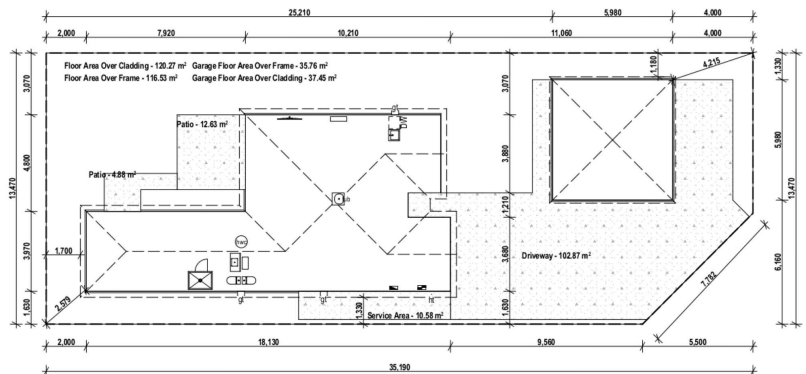 25,210 5,980 4,000
2,000 7,920 10,210 11,060 4,000
Floor Area Over Cladding - 120.27 m² Garage Floor Area Over Frame - 35.76 m²
Floor Area Over Frame - 116.53 m² Garage Floor Area Over Cladding - 37.45 m²
4,215
1,180
1,330
3,070
3,070
Patio - 12.63 m²
DW
5,980
4,800
3,880
Patio - 4.88 m²
13,470
13,470
1,210
hwc
1,700
3,970
3,680
Driveway - 102.87 m²
6,160
7,782
2,579
gt
gt
ht
1,630
1,330
Service Area - 10.58 m²
1,630
2,000 18,130 9,560 5,500
35,190